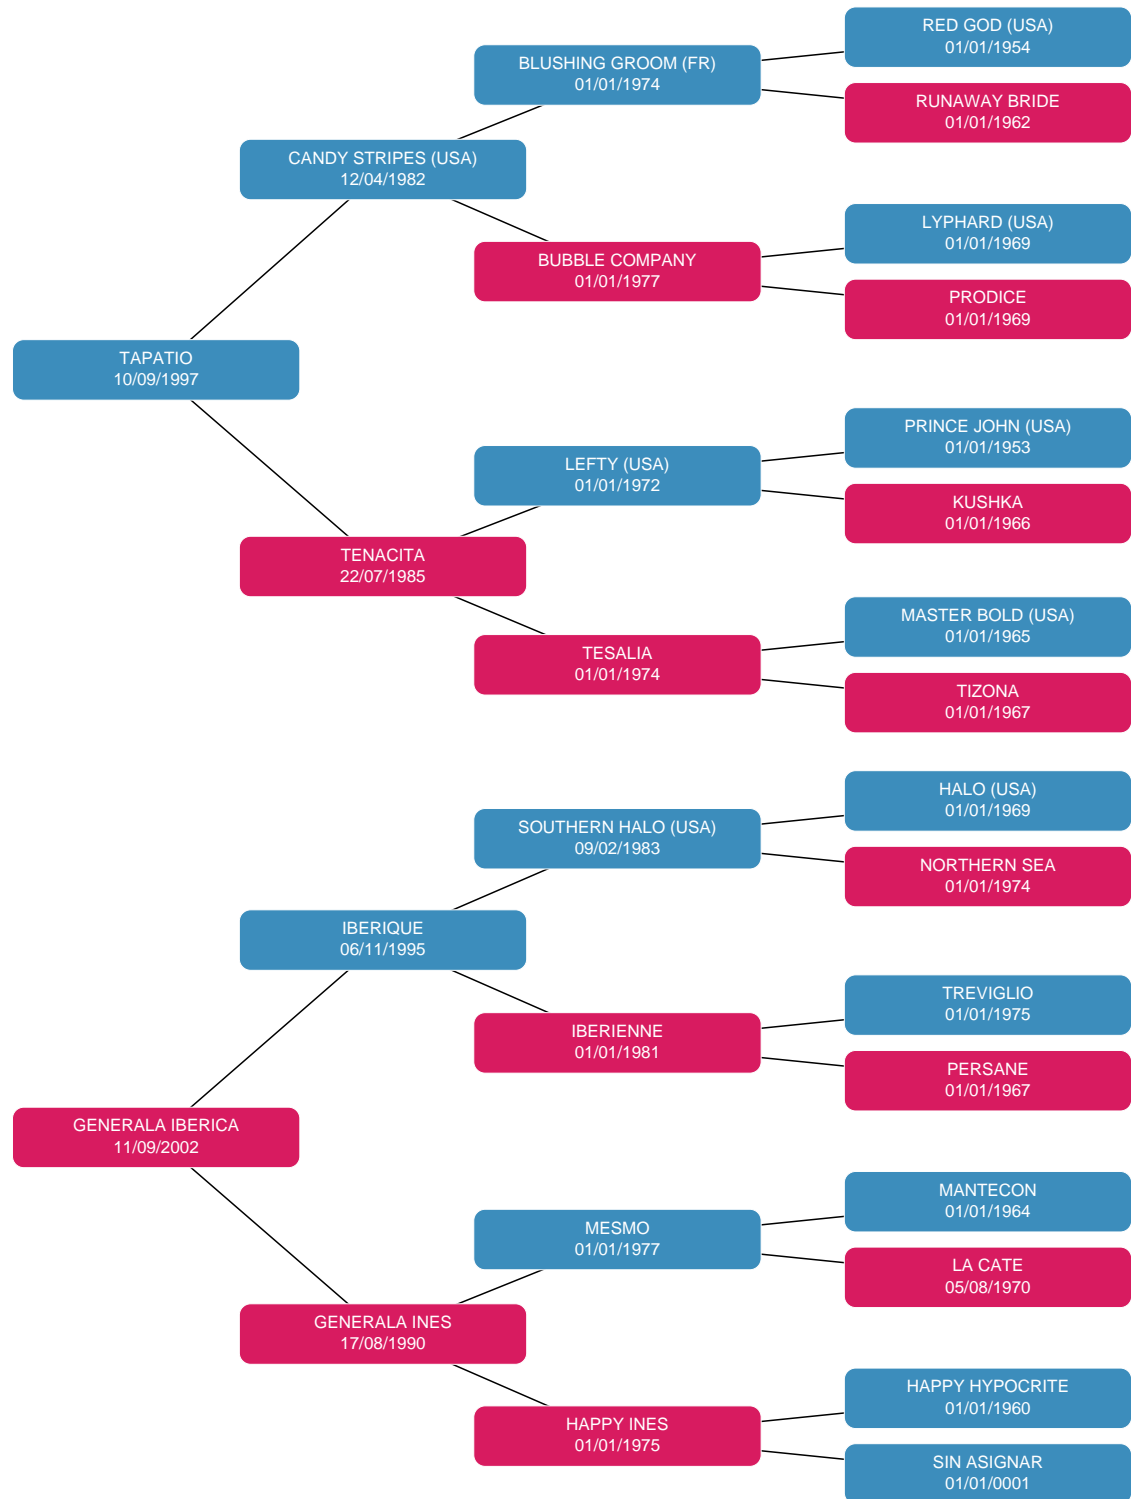 RED GOD (USA)
01/01/1954
BLUSHING GROOM (FR)
01/01/1974
RUNAWAY BRIDE
01/01/1962
CANDY STRIPES (USA)
12/04/1982
LYPHARD (USA)
01/01/1969
BUBBLE COMPANY
01/01/1977
PRODICE
01/01/1969
TAPATIO
10/09/1997
PRINCE JOHN (USA)
01/01/1953
LEFTY (USA)
01/01/1972
KUSHKA
01/01/1966
TENACITA
22/07/1985
MASTER BOLD (USA)
01/01/1965
TESALIA
01/01/1974
TIZONA
01/01/1967
HALO (USA)
01/01/1969
SOUTHERN HALO (USA)
09/02/1983
NORTHERN SEA
01/01/1974
IBERIQUE
06/11/1995
TREVIGLIO
01/01/1975
IBERIENNE
01/01/1981
PERSANE
01/01/1967
GENERALA IBERICA
11/09/2002
MANTECON
01/01/1964
MESMO
01/01/1977
LA CATE
05/08/1970
GENERALA INES
17/08/1990
HAPPY HYPOCRITE
01/01/1960
HAPPY INES
01/01/1975
SIN ASIGNAR
01/01/0001